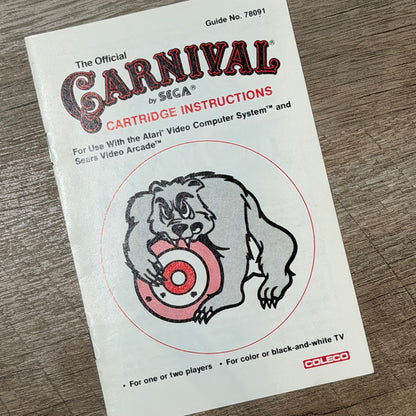 Guide No. 78091
The Official
CARNIVAL®
by SEGA®
CARTRIDGE INSTRUCTIONS
For Use With the Atari® Video Computer System™ and
Sears Video Arcade™
• For one or two players • For color or black-and-white TV
COLECO